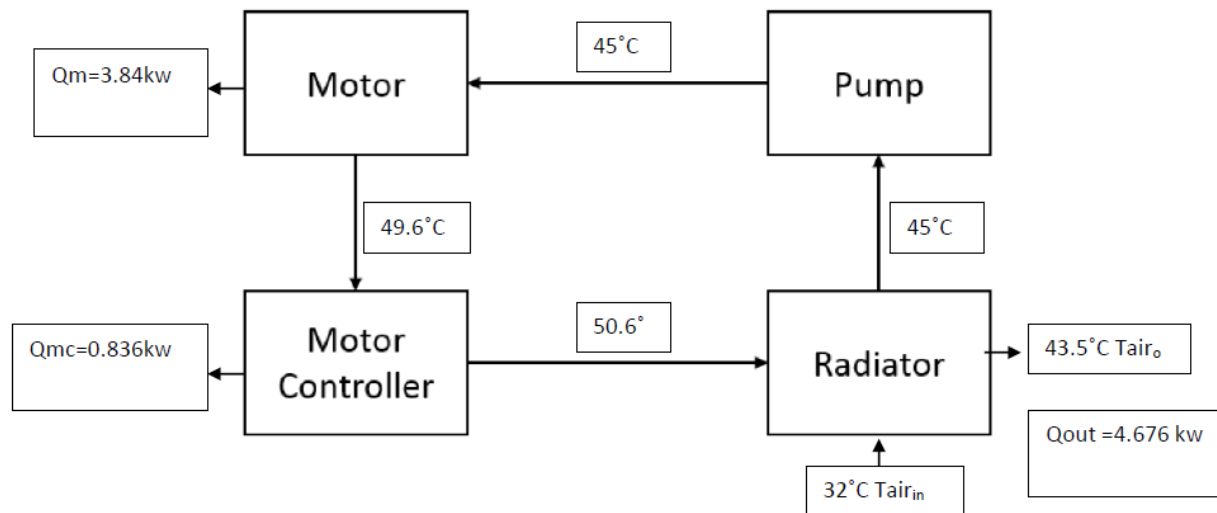 45˚C
Qm=3.84kw
Motor
Pump
49.6˚C
45˚C
Qmc=0.836kw
Motor
Controller
50.6˚
Radiator
43.5˚C Tairₒ
Qout =4.676 kw
32˚C Tairᵢₙ